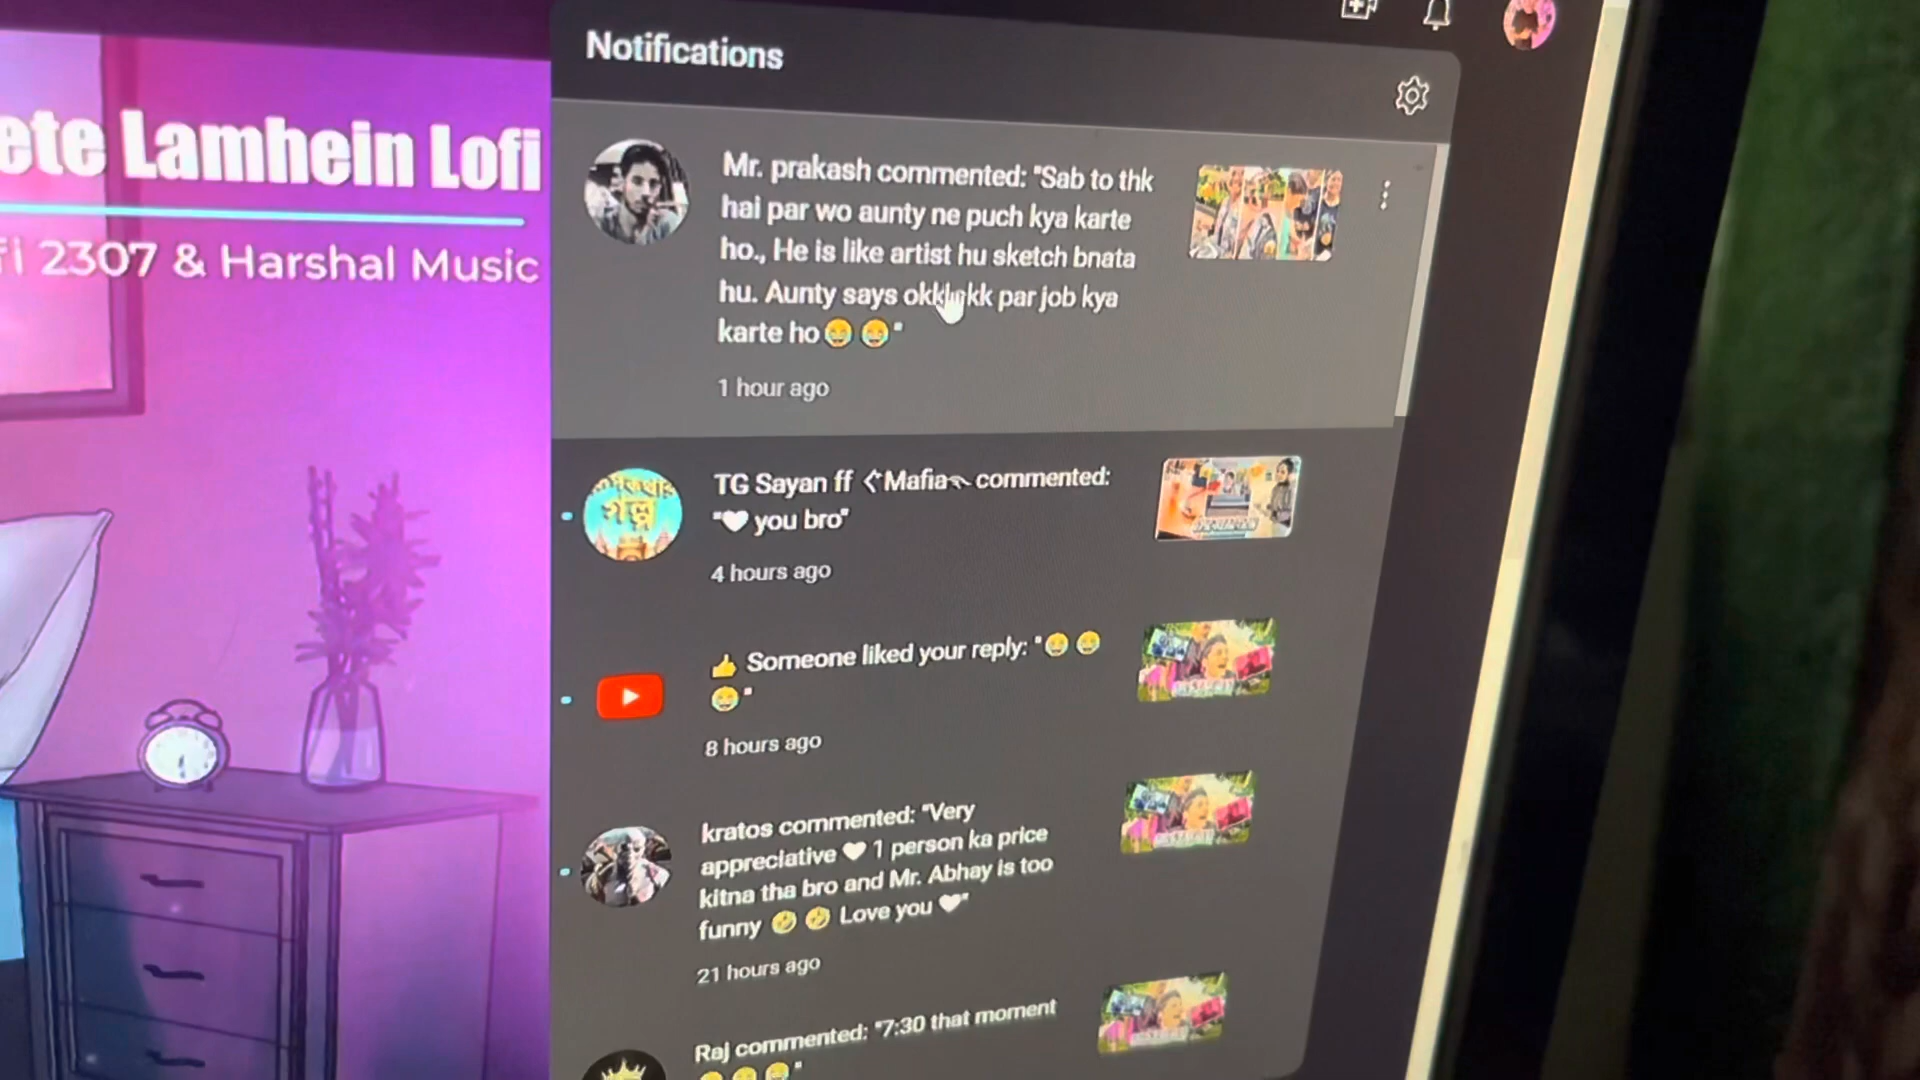 ete Lamhein Lofi
fi 2307 & Harshal Music
Notifications
Mr. prakash commented: "Sab to thk
hai par wo aunty ne puch kya karte
ho., He is like artist hu sketch bnata
hu. Aunty says okk okk par job kya
karte ho😂 😂"
1 hour ago
TG Sayan ff Mafia commented:
"🤍 you bro"
4 hours ago
👍 Someone liked your reply: "😂 😂
😂"
8 hours ago
kratos commented: "Very
appreciative 🤍 1 person ka price
kitna tha bro and Mr. Abhay is too
funny 🤣 🤣 Love you 🤍"
21 hours ago
Raj commented: "7:30 that moment
😂 😂 😂"
গল্প